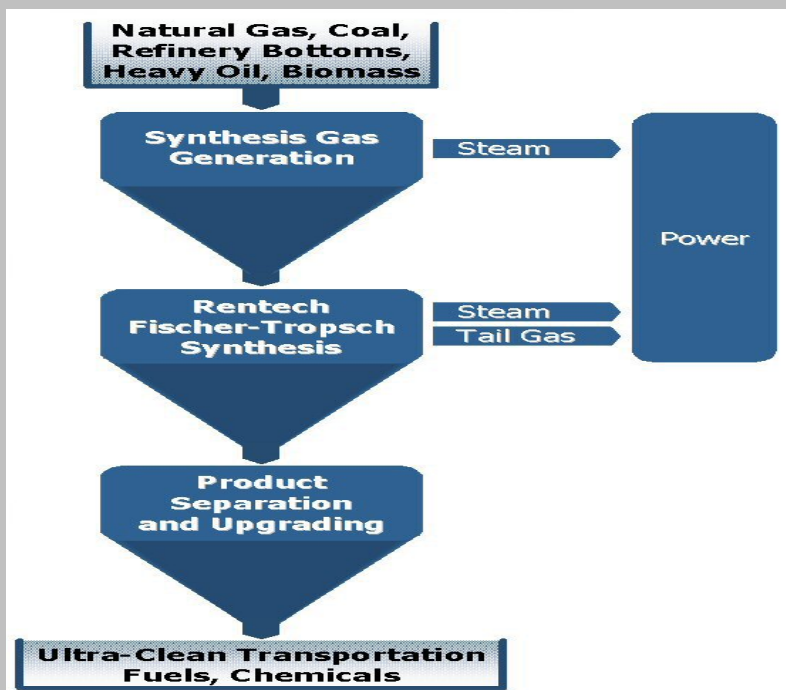 Natural Gas, Coal,
Refinery Bottoms,
Heavy Oil, Biomass
Synthesis Gas
Generation
Steam
Power
Rentech
Fischer-Tropsch
Synthesis
Steam
Tail Gas
Product
Separation
and Upgrading
Ultra-Clean Transportation
Fuels, Chemicals